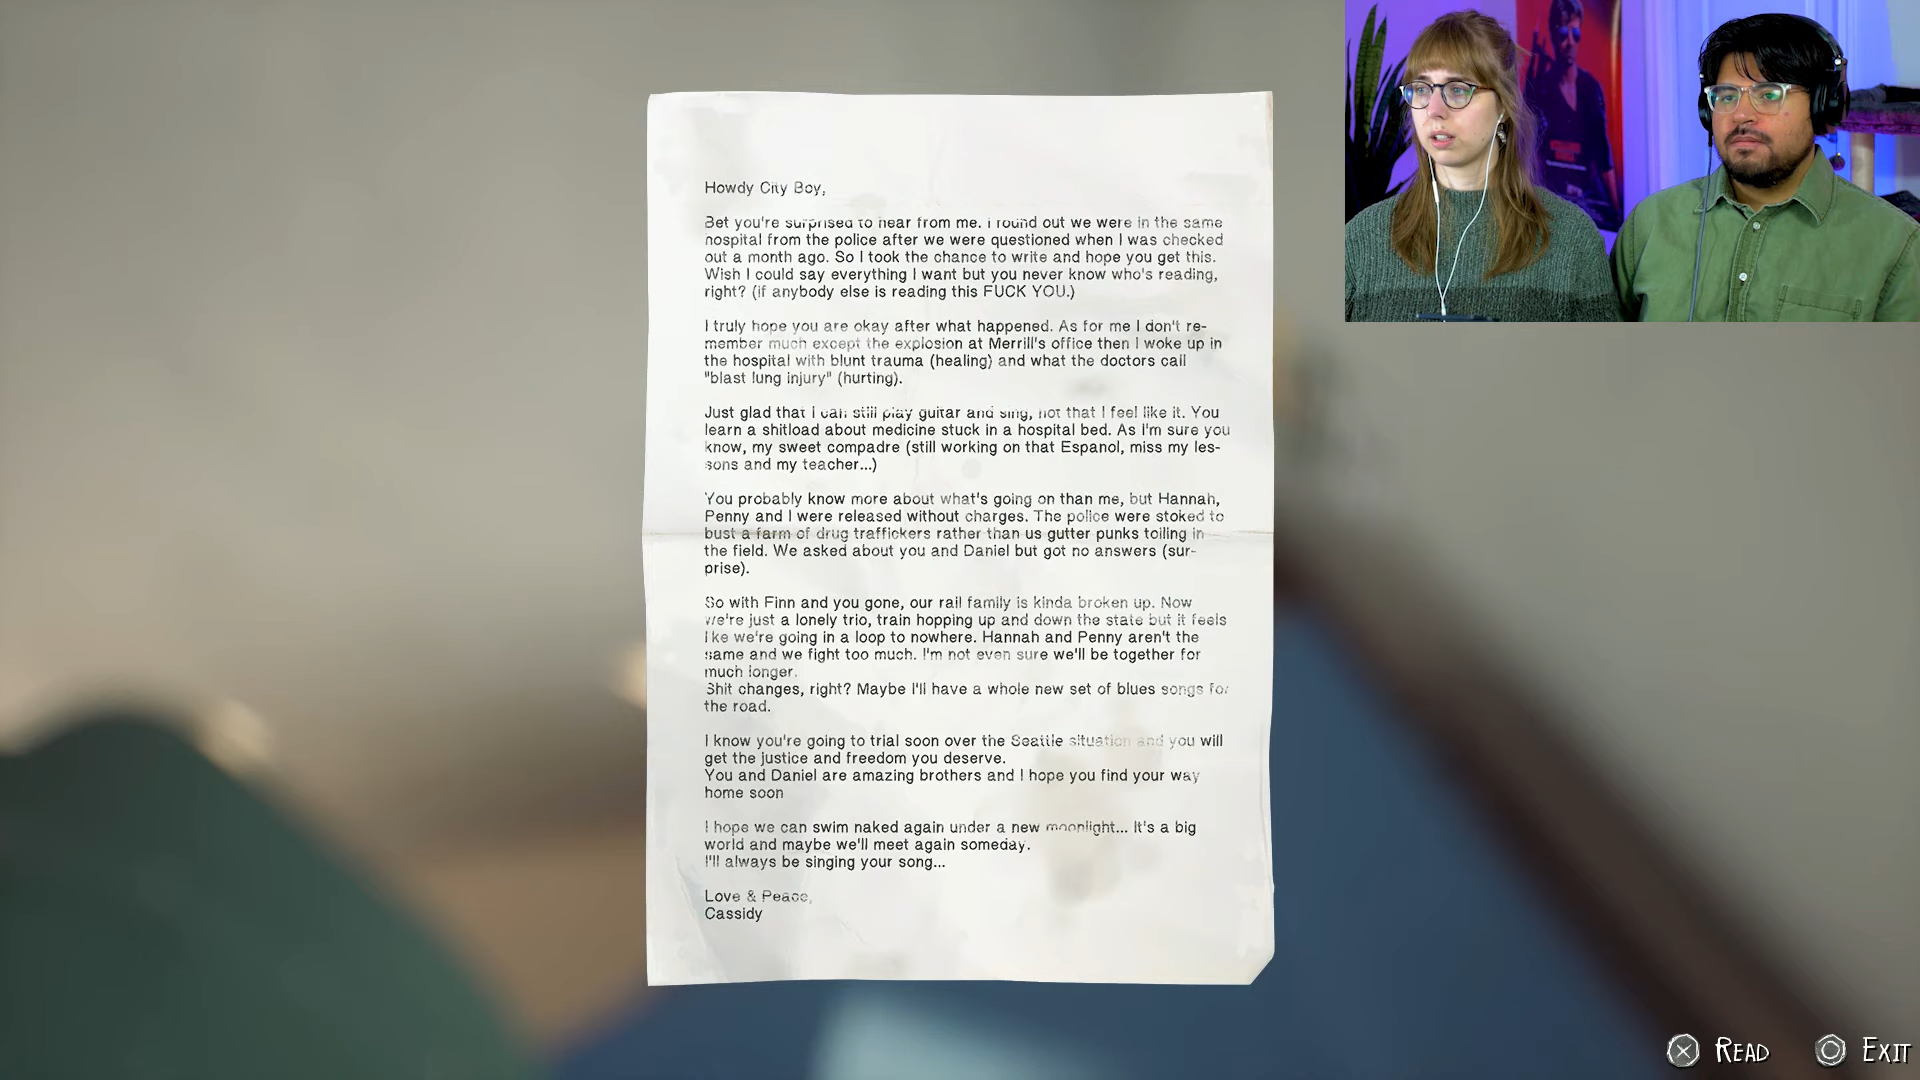 Howdy City Boy,
Bet you're surprised to hear from me. I found out we were in the same
hospital from the police after we were questioned when I was checked
out a month ago. So I took the chance to write and hope you get this.
Wish I could say everything I want but you never know who's reading,
right? (if anybody else is reading this FUCK YOU.)
I truly hope you are okay after what happened. As for me I don't re-
member much except the explosion at Merrill's office then I woke up in
the hospital with blunt trauma (healing) and what the doctors call
"blast lung injury" (hurting).
Just glad that I can still play guitar and sing, not that I feel like it. You
learn a shitload about medicine stuck in a hospital bed. As I'm sure you
know, my sweet compadre (still working on that Espanol, miss my les-
sons and my teacher...)
You probably know more about what's going on than me, but Hannah,
Penny and I were released without charges. The police were stoked to
bust a farm of drug traffickers rather than us gutter punks toiling in
the field. We asked about you and Daniel but got no answers (sur-
prise).
So with Finn and you gone, our rail family is kinda broken up. Now
we're just a lonely trio, train hopping up and down the state but it feels
like we're going in a loop to nowhere. Hannah and Penny aren't the
same and we fight too much. I'm not even sure we'll be together for
much longer.
Shit changes, right? Maybe I'll have a whole new set of blues songs for
the road.
I know you're going to trial soon over the Seattle situation and you will
get the justice and freedom you deserve.
You and Daniel are amazing brothers and I hope you find your way
home soon
I hope we can swim naked again under a new moonlight... It's a big
world and maybe we'll meet again someday.
I'll always be singing your song...
Love & Peace,
Cassidy
READ
EXIT